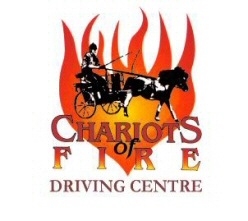 CHARIOTS
of
FIRE
DRIVING CENTRE